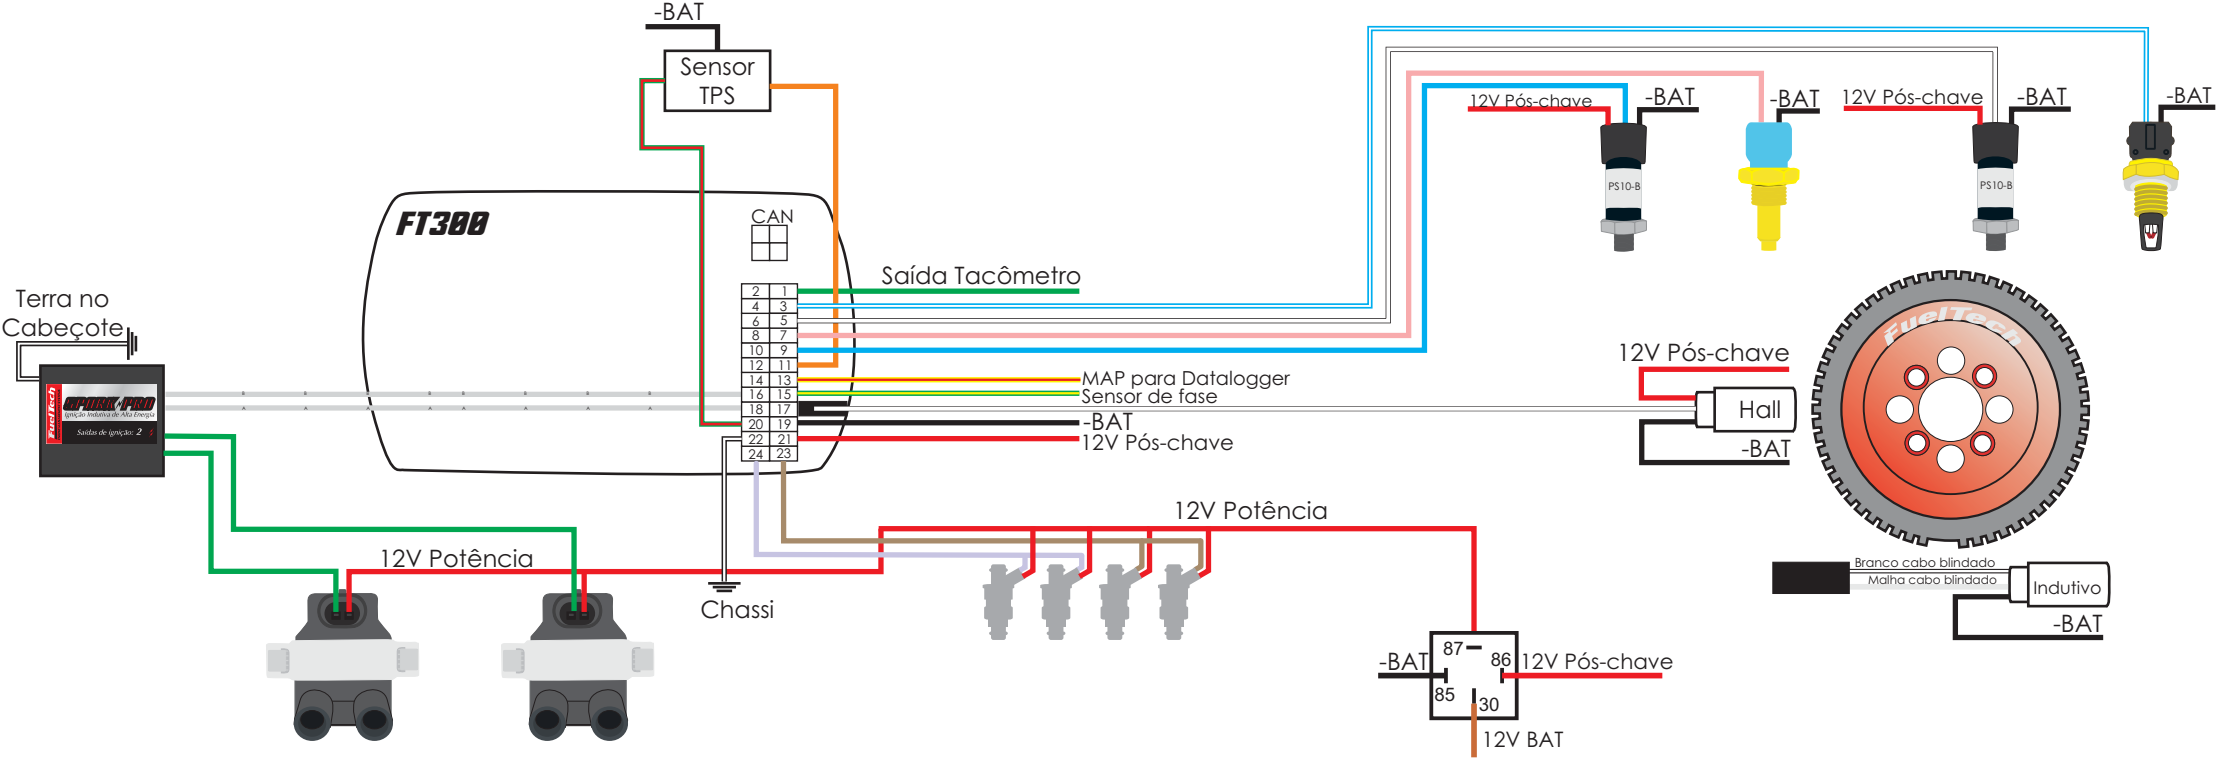 -BAT
Sensor
TPS
12V Pós-chave
-BAT
-BAT
12V Pós-chave
-BAT
-BAT
PS10-B
PS10-B
FT300
CAN
Saída Tacômetro
2 1
4 3
6 5
8 7
10 9
12 11
14 13
16 15
18 17
20 19
22 21
24 23
MAP para Datalogger
Sensor de fase
-BAT
12V Pós-chave
Terra no
Cabeçote
FuelTech
SPARK PRO
Ignição Indutiva de Alta Energia
Saídas de ignição: 2
FuelTech
12V Pós-chave
Hall
-BAT
12V Potência
12V Potência
Chassi
Branco cabo blindado
Malha cabo blindado
Indutivo
-BAT
87
-BAT
86
12V Pós-chave
85
30
12V BAT